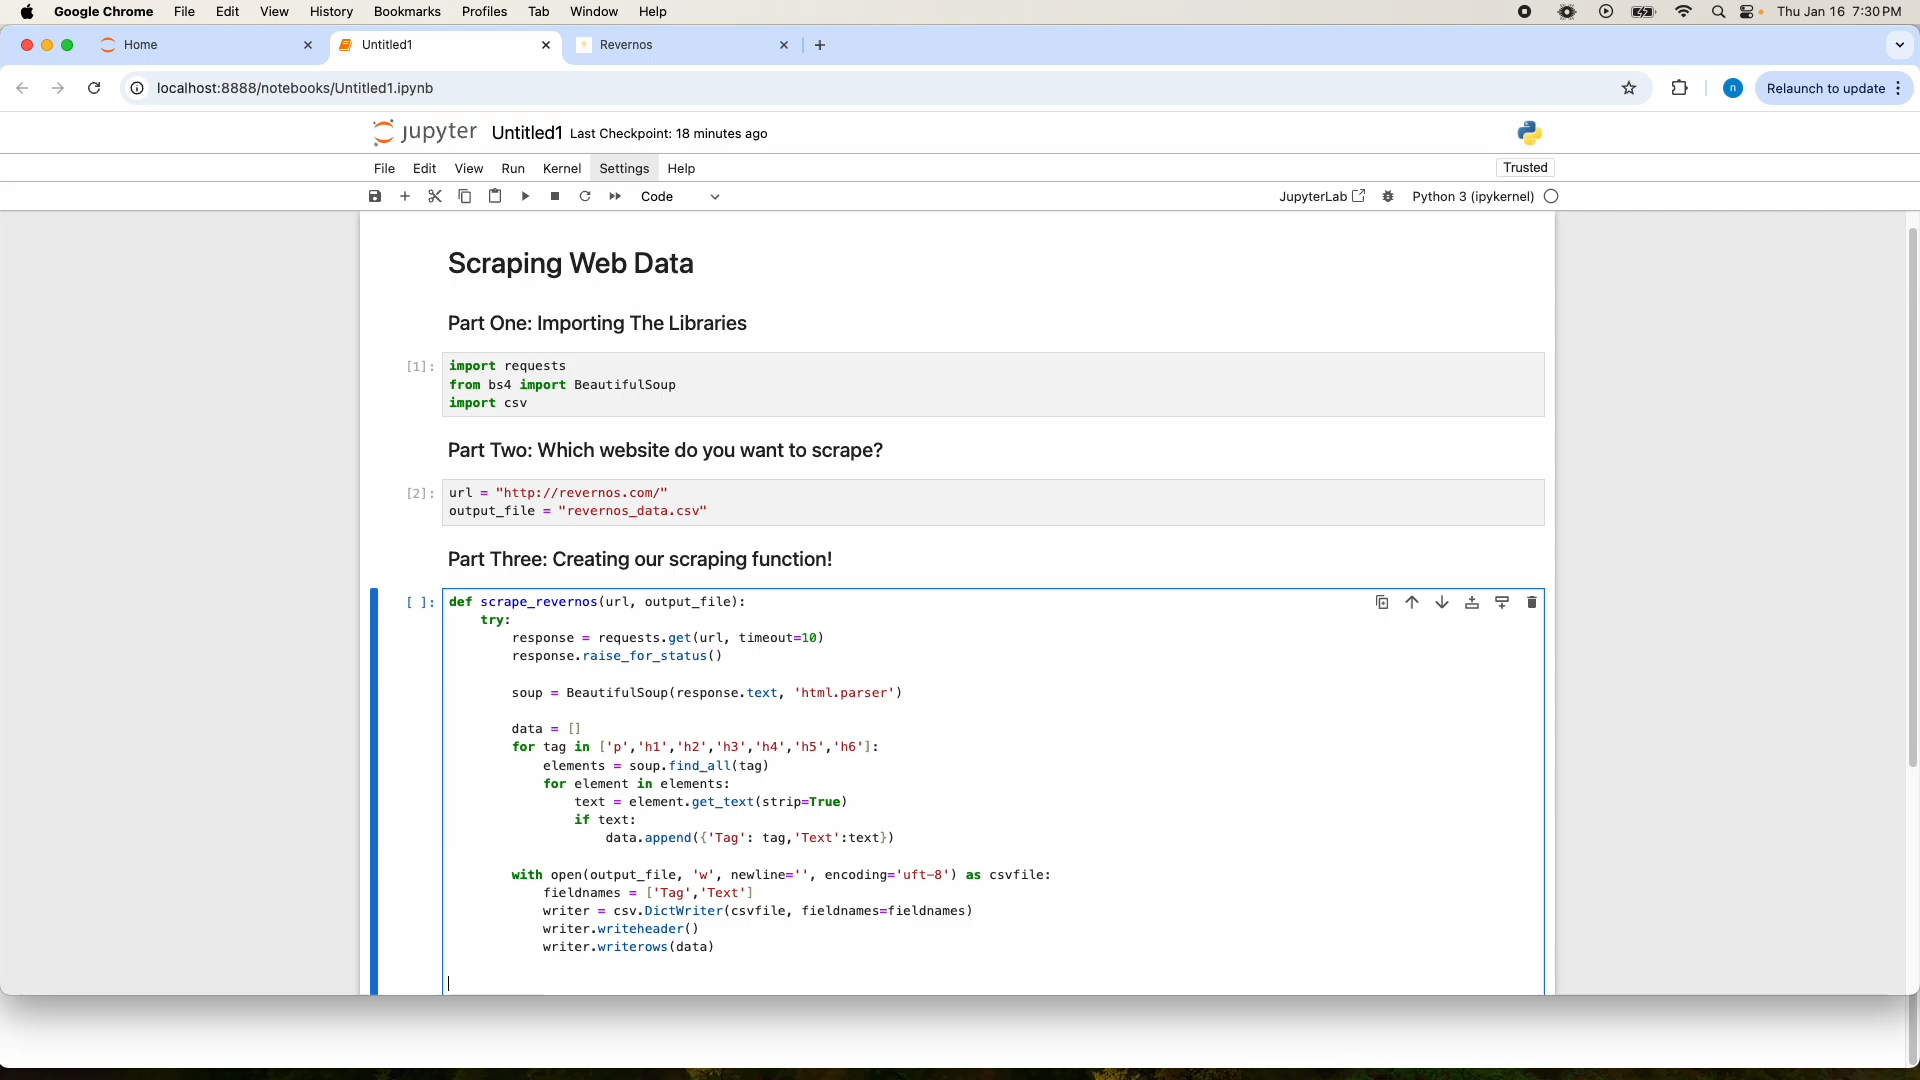 Google Chrome File Edit View History Bookmarks Profiles Tab Window Help Thu Jan 16 7:30 PM
Home Untitled1 Revernos
localhost:8888/notebooks/Untitled1.ipynb n Relaunch to update
jupyter Untitled1 Last Checkpoint: 18 minutes ago
File Edit View Run Kernel Settings Help Trusted
Code JupyterLab Python 3 (ipykernel)
Scraping Web Data
Part One: Importing The Libraries
[1]: import requests
from bs4 import BeautifulSoup
import csv
Part Two: Which website do you want to scrape?
[2]: url = "http://revernos.com/"
output_file = "revernos_data.csv"
Part Three: Creating our scraping function!
[ ]: def scrape_revernos(url, output_file):
try:
response = requests.get(url, timeout=10)
response.raise_for_status()
soup = BeautifulSoup(response.text, 'html.parser')
data = []
for tag in ['p','h1','h2','h3','h4','h5','h6']:
elements = soup.find_all(tag)
for element in elements:
text = element.get_text(strip=True)
if text:
data.append({'Tag': tag,'Text':text})
with open(output_file, 'w', newline='', encoding='uft-8') as csvfile:
fieldnames = ['Tag','Text']
writer = csv.DictWriter(csvfile, fieldnames=fieldnames)
writer.writeheader()
writer.writerows(data)